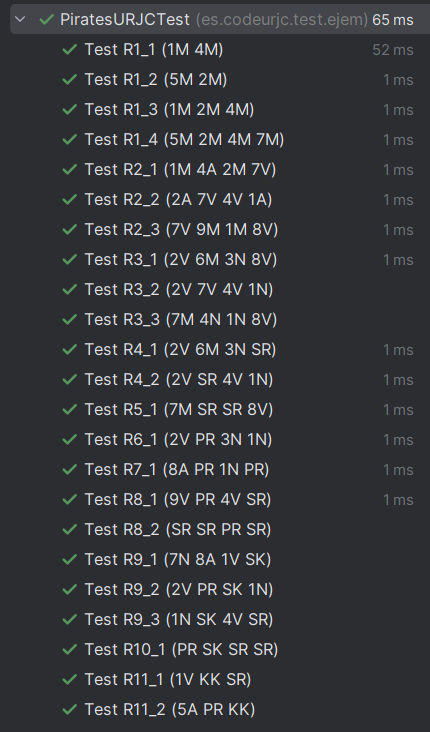 PiratesURJCTest (es.codeurjc.test.ejem) 65 ms
Test R1_1 (1M 4M) 52 ms
Test R1_2 (5M 2M) 1 ms
Test R1_3 (1M 2M 4M) 1 ms
Test R1_4 (5M 2M 4M 7M) 1 ms
Test R2_1 (1M 4A 2M 7V) 1 ms
Test R2_2 (2A 7V 4V 1A) 1 ms
Test R2_3 (7V 9M 1M 8V) 1 ms
Test R3_1 (2V 6M 3N 8V) 1 ms
Test R3_2 (2V 7V 4V 1N)
Test R3_3 (7M 4N 1N 8V)
Test R4_1 (2V 6M 3N SR) 1 ms
Test R4_2 (2V SR 4V 1N) 1 ms
Test R5_1 (7M SR SR 8V) 1 ms
Test R6_1 (2V PR 3N 1N) 1 ms
Test R7_1 (8A PR 1N PR) 1 ms
Test R8_1 (9V PR 4V SR) 1 ms
Test R8_2 (SR SR PR SR)
Test R9_1 (7N 8A 1V SK)
Test R9_2 (2V PR SK 1N)
Test R9_3 (1N SK 4V SR)
Test R10_1 (PR SK SR SR)
Test R11_1 (1V KK SR)
Test R11_2 (5A PR KK)